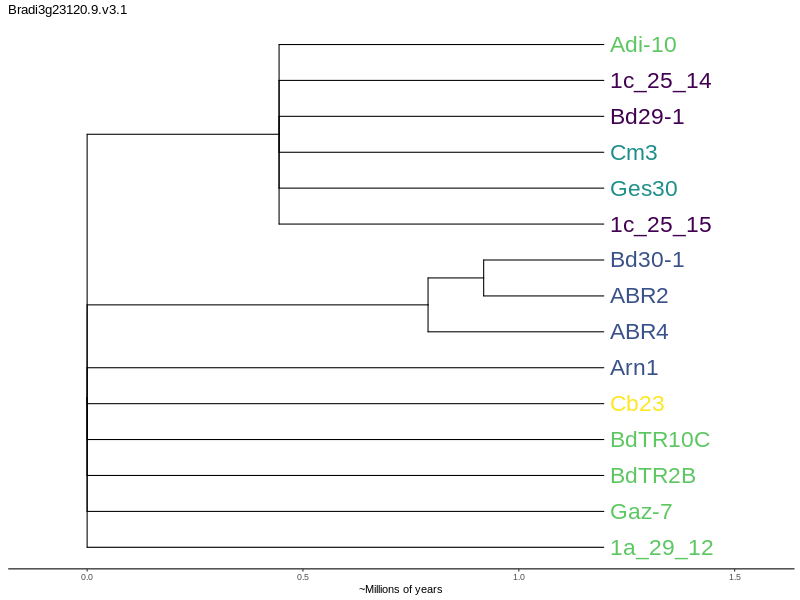 Bradi3g23120.9.v3.1
Adi-10
1c_25_14
Bd29-1
Cm3
Ges30
1c_25_15
Bd30-1
ABR2
ABR4
Arn1
Cb23
BdTR10C
BdTR2B
Gaz-7
1a_29_12
0.0 0.5 1.0 1.5
~Millions of years